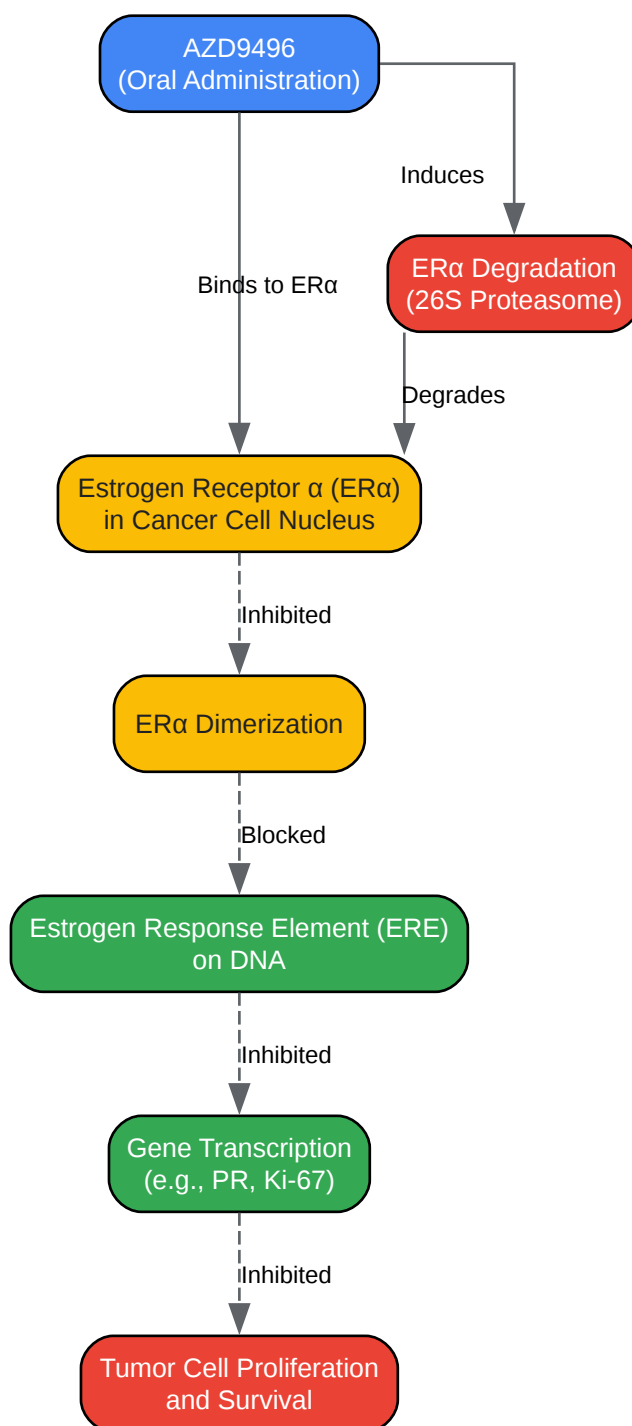 AZD9496
(Oral Administration)
Induces
ERα Degradation
(26S Proteasome)
Binds to ERα
Degrades
Estrogen Receptor α (ERα)
in Cancer Cell Nucleus
Inhibited
ERα Dimerization
Blocked
Estrogen Response Element (ERE)
on DNA
Inhibited
Gene Transcription
(e.g., PR, Ki-67)
Inhibited
Tumor Cell Proliferation
and Survival